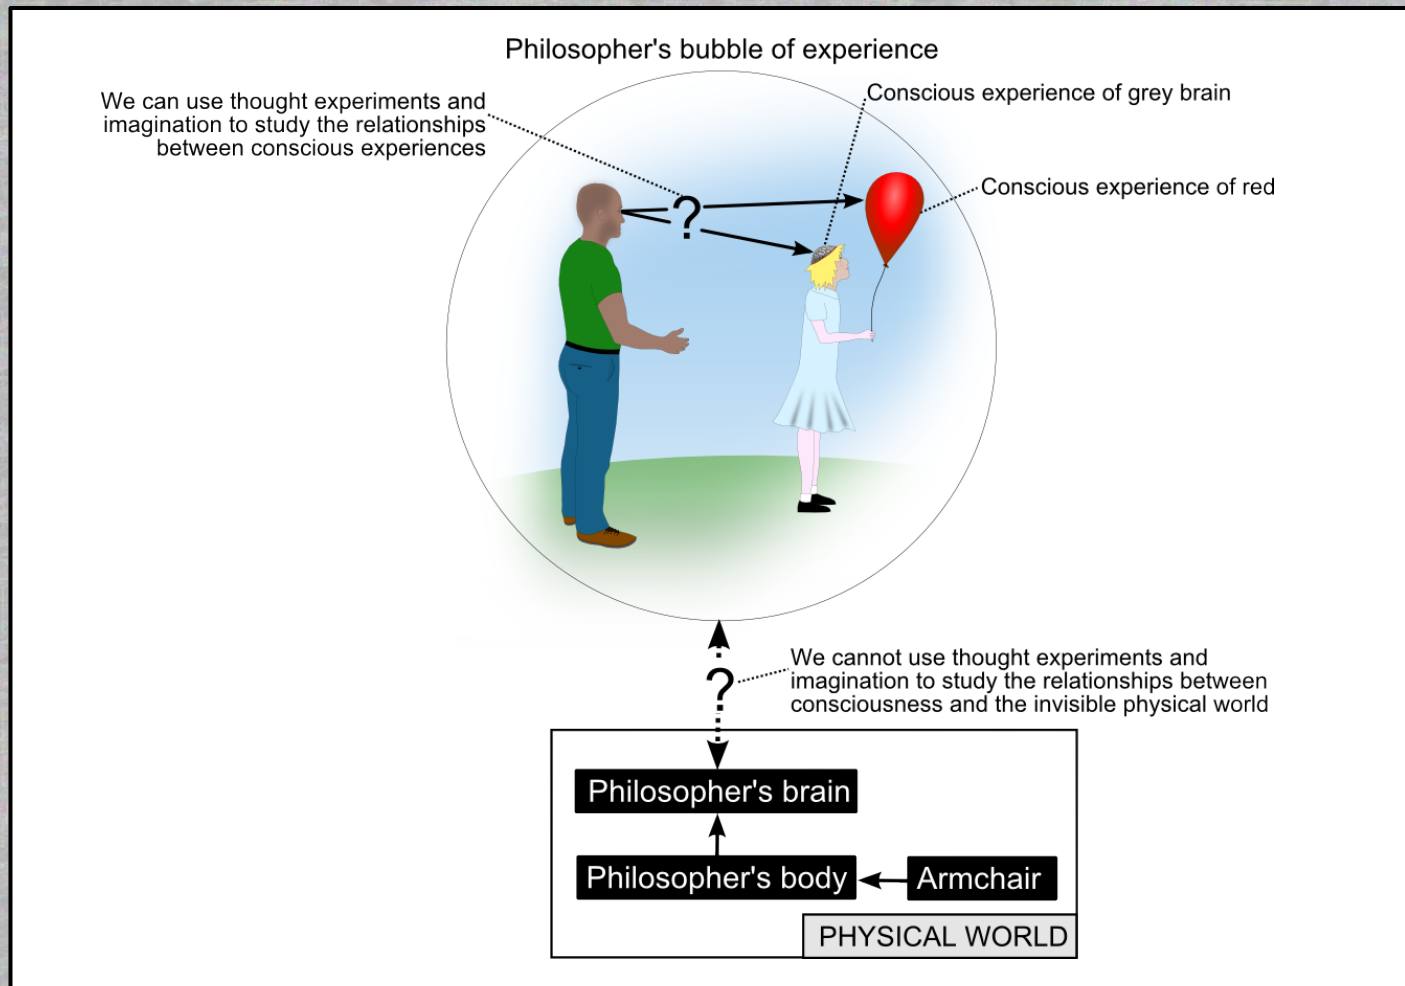 Philosopher's bubble of experience
We can use thought experiments and
imagination to study the relationships
between conscious experiences
Conscious experience of grey brain
Conscious experience of red
?
?
We cannot use thought experiments and
imagination to study the relationships between
consciousness and the invisible physical world
Philosopher's brain
Philosopher's body
Armchair
PHYSICAL WORLD